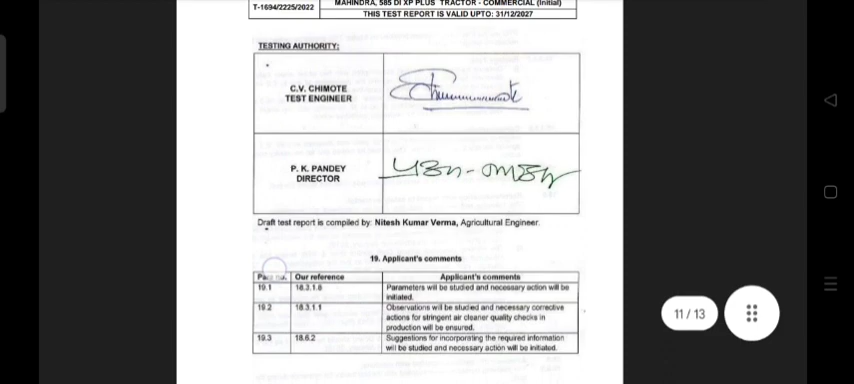 T-1694/2225/2022
MAHINDRA, 585 DI XP PLUS TRACTOR - COMMERCIAL (Initial)
THIS TEST REPORT IS VALID UPTO: 31/12/2027
TESTING AUTHORITY:
C.V. CHIMOTE
TEST ENGINEER
P. K. PANDEY
DIRECTOR
Draft test report is compiled by: Nitesh Kumar Verma, Agricultural Engineer.
19. Applicant's comments
Para no. Our reference Applicant's comments
19.1 18.3.1.8 Parameters will be studied and necessary action will be
initiated.
19.2 18.3.1.1 Observations will be studied and necessary corrective
actions for stringent air cleaner quality checks in
production will be ensured.
19.3 18.6.2 Suggestions for incorporating the required information
will be studied and necessary action will be initiated.
11 / 13